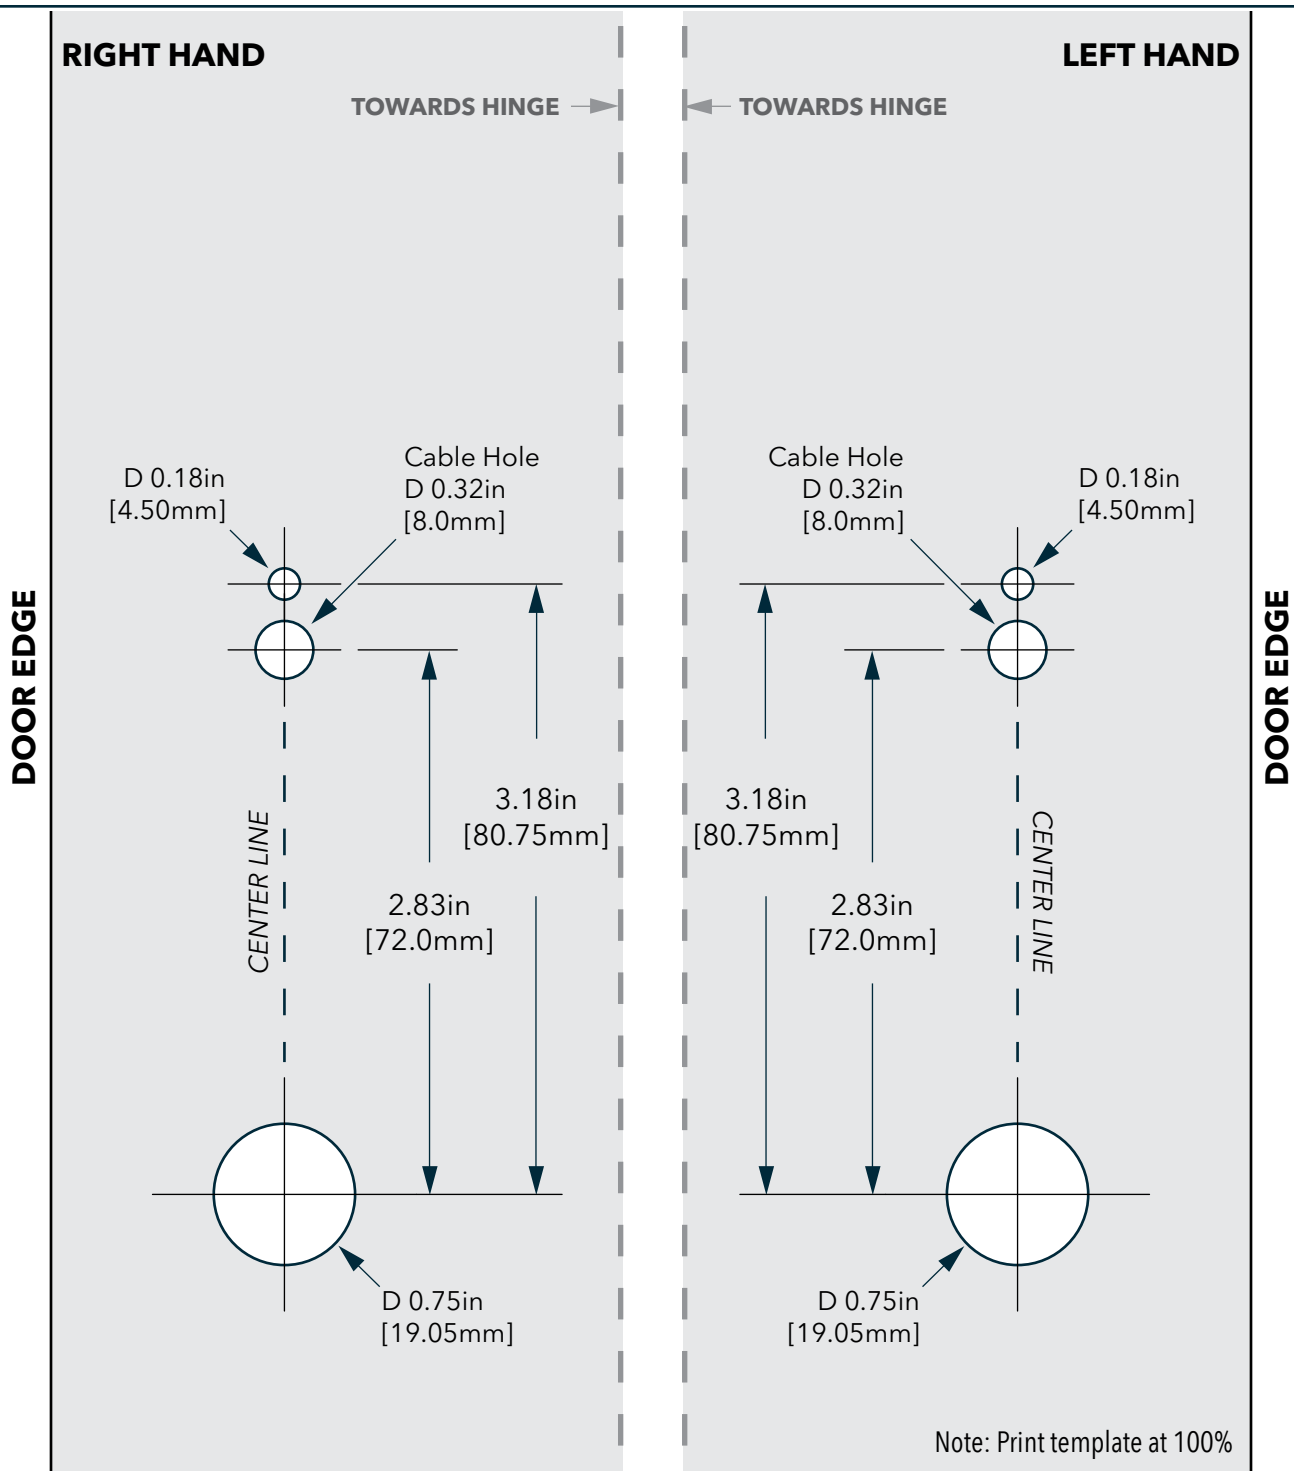 RIGHT HAND
TOWARDS HINGE
DOOR EDGE
D 0.18in
[4.50mm]
Cable Hole
D 0.32in
[8.0mm]
3.18in
[80.75mm]
2.83in
[72.0mm]
CENTER LINE
D 0.75in
[19.05mm]
LEFT HAND
TOWARDS HINGE
Cable Hole
D 0.32in
[8.0mm]
D 0.18in
[4.50mm]
DOOR EDGE
3.18in
[80.75mm]
2.83in
[72.0mm]
CENTER LINE
D 0.75in
[19.05mm]
Note: Print template at 100%